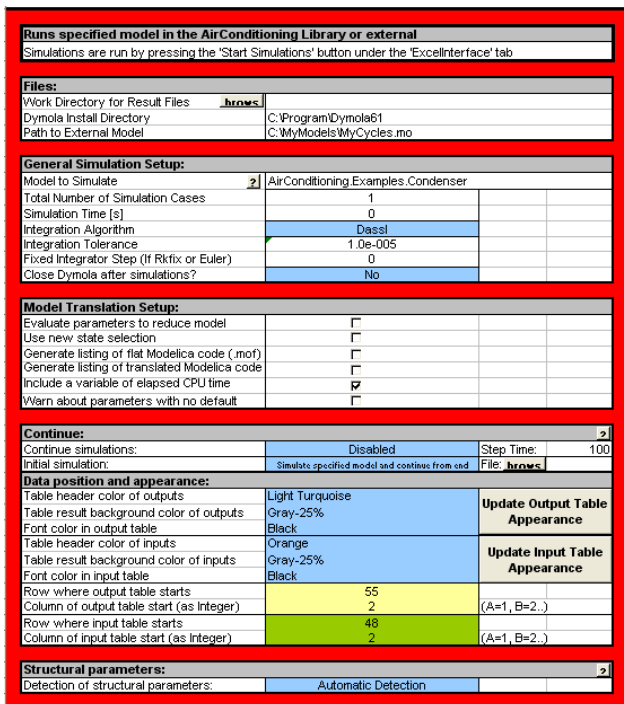 Runs specified model in the AirConditioning Library or external
Simulations are run by pressing the 'Start Simulations' button under the 'ExcelInterface' tab
Files:
Work Directory for Result Files brows
Dymola Install Directory C:\Program\Dymola61
Path to External Model C:\MyModels\MyCycles.mo
General Simulation Setup:
Model to Simulate ? AirConditioning.Examples.Condenser
Total Number of Simulation Cases 1
Simulation Time [s] 0
Integration Algorithm Dassl
Integration Tolerance 1.0e-005
Fixed Integrator Step (If Rkfix or Euler) 0
Close Dymola after simulations? No
Model Translation Setup:
Evaluate parameters to reduce model
Use new state selection
Generate listing of flat Modelica code (.mof)
Generate listing of translated Modelica code
Include a variable of elapsed CPU time
Warn about parameters with no default
Continue: ?
Continue simulations: Disabled Step Time: 100
Initial simulation: Simulate specified model and continue from end File: brows
Data position and appearance:
Table header color of outputs Light Turquoise
Table result background color of outputs Gray-25%
Font color in output table Black
Update Output Table
Appearance
Table header color of inputs Orange
Table result background color of inputs Gray-25%
Font color in input table Black
Update Input Table
Appearance
Row where output table starts 55
Column of output table start (as Integer) 2 (A=1, B=2..)
Row where input table starts 48
Column of input table start (as Integer) 2 (A=1, B=2..)
Structural parameters: ?
Detection of structural parameters: Automatic Detection